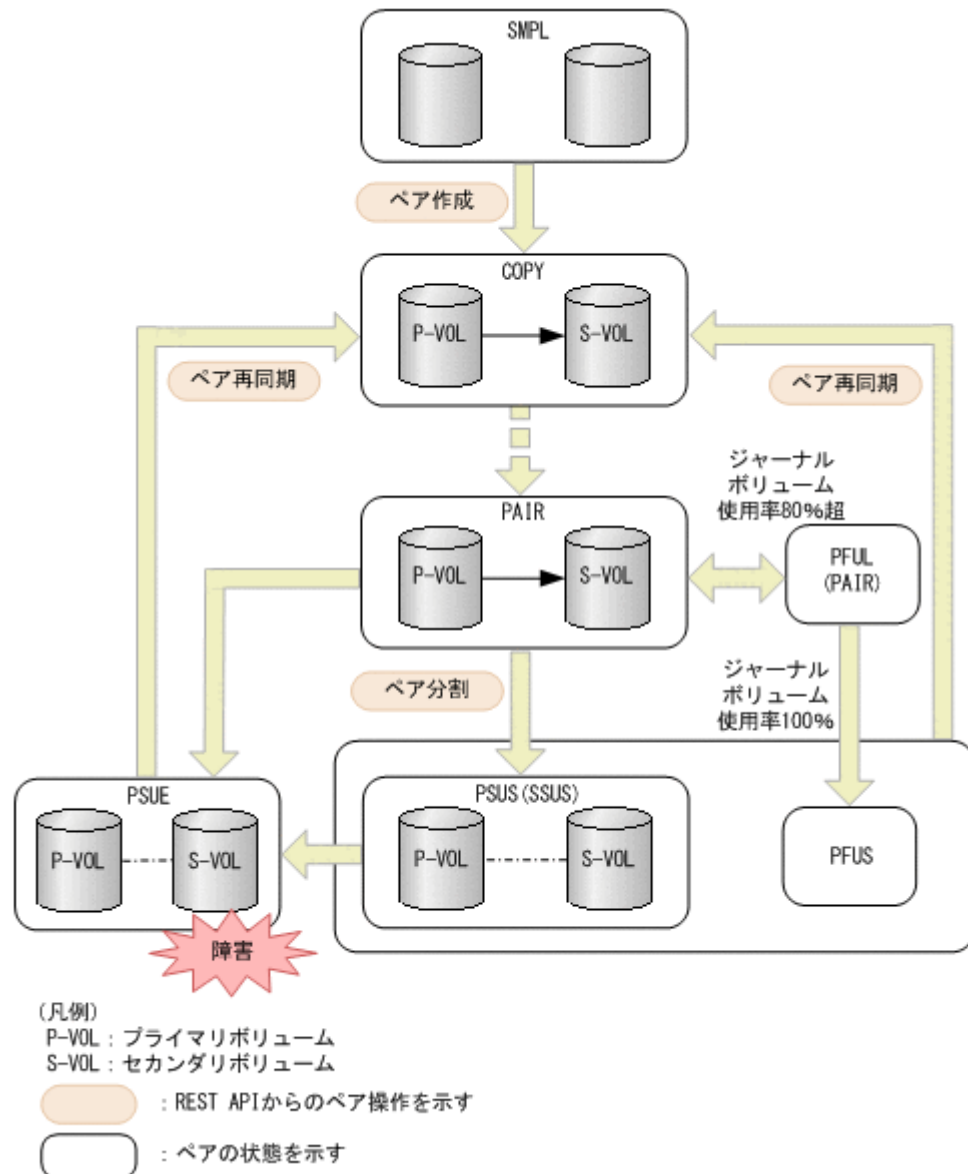 SMPL
ペア作成
COPY
P-VOL
S-VOL
ペア再同期
ペア再同期
ジャーナル
ボリューム
使用率80%超
PAIR
P-VOL
S-VOL
PFUL
(PAIR)
ペア分割
ジャーナル
ボリューム
使用率100%
PSUE
P-VOL
S-VOL
PSUS(SSUS)
P-VOL
S-VOL
PFUS
障害
(凡例)
P-VOL：プライマリボリューム
S-VOL：セカンダリボリューム
：REST APIからのペア操作を示す
：ペアの状態を示す